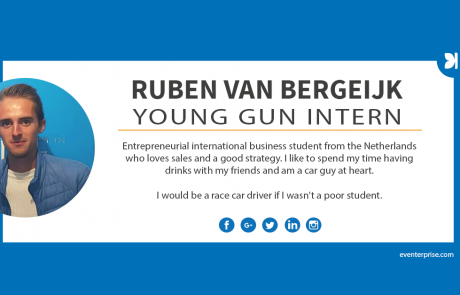 RUBEN VAN BERGEIJK
YOUNG GUN INTERN
Entrepreneurial international business student from the Netherlands
who loves sales and a good strategy. I like to spend my time having
drinks with my friends and am a car guy at heart.
I would be a race car driver if I wasn't a poor student.
eventerprise.com